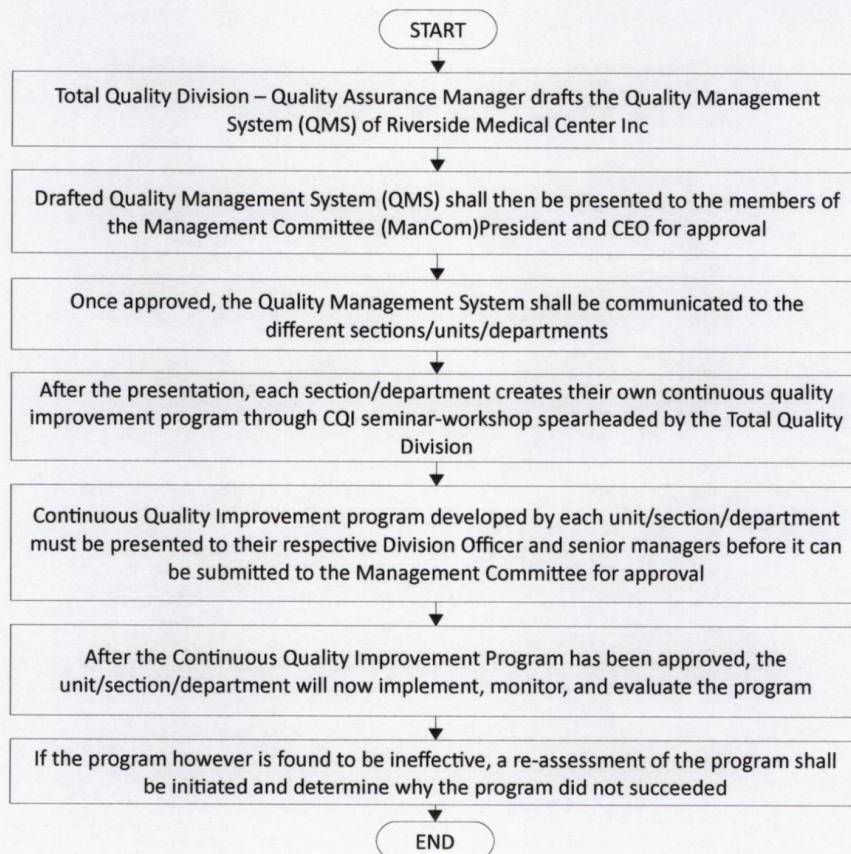 START
Total Quality Division – Quality Assurance Manager drafts the Quality Management
System (QMS) of Riverside Medical Center Inc
Drafted Quality Management System (QMS) shall then be presented to the members of
the Management Committee (ManCom)President and CEO for approval
Once approved, the Quality Management System shall be communicated to the
different sections/units/departments
After the presentation, each section/department creates their own continuous quality
improvement program through CQI seminar-workshop spearheaded by the Total Quality
Division
Continuous Quality Improvement program developed by each unit/section/department
must be presented to their respective Division Officer and senior managers before it can
be submitted to the Management Committee for approval
After the Continuous Quality Improvement Program has been approved, the
unit/section/department will now implement, monitor, and evaluate the program
If the program however is found to be ineffective, a re-assessment of the program shall
be initiated and determine why the program did not succeeded
END